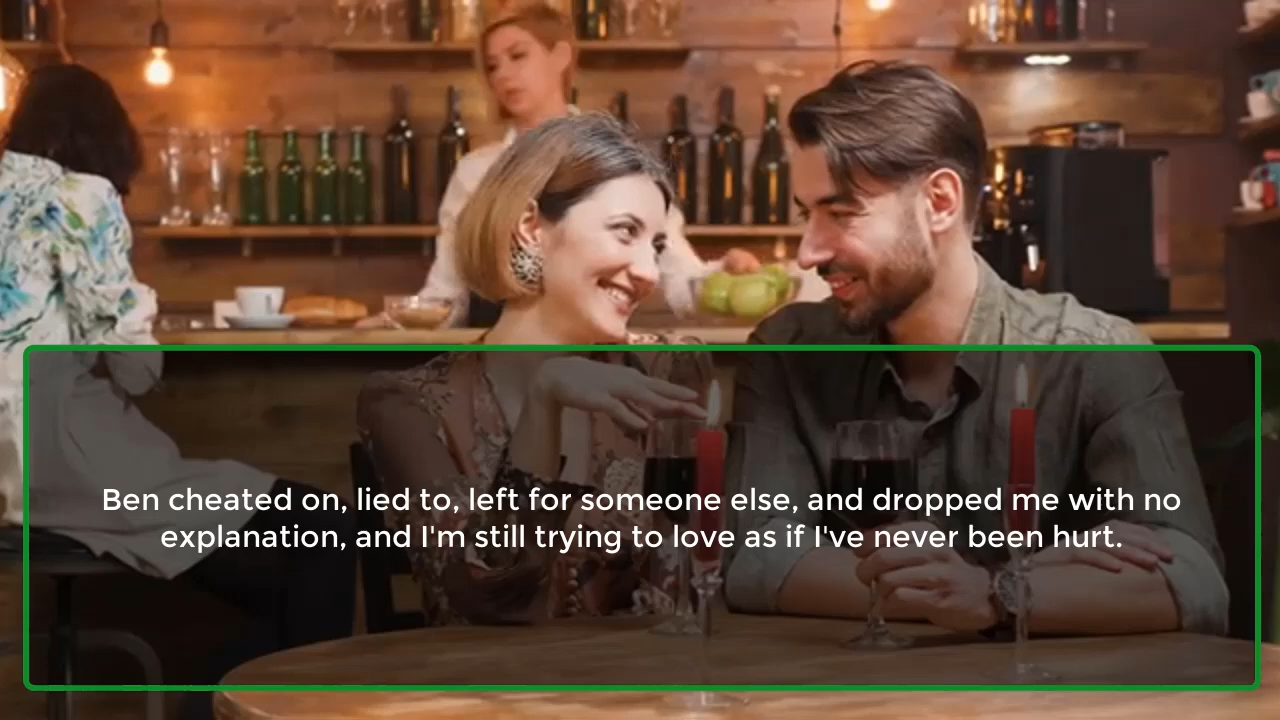 Ben cheated on, lied to, left for someone else, and dropped me with no
explanation, and I'm still trying to love as if I've never been hurt.